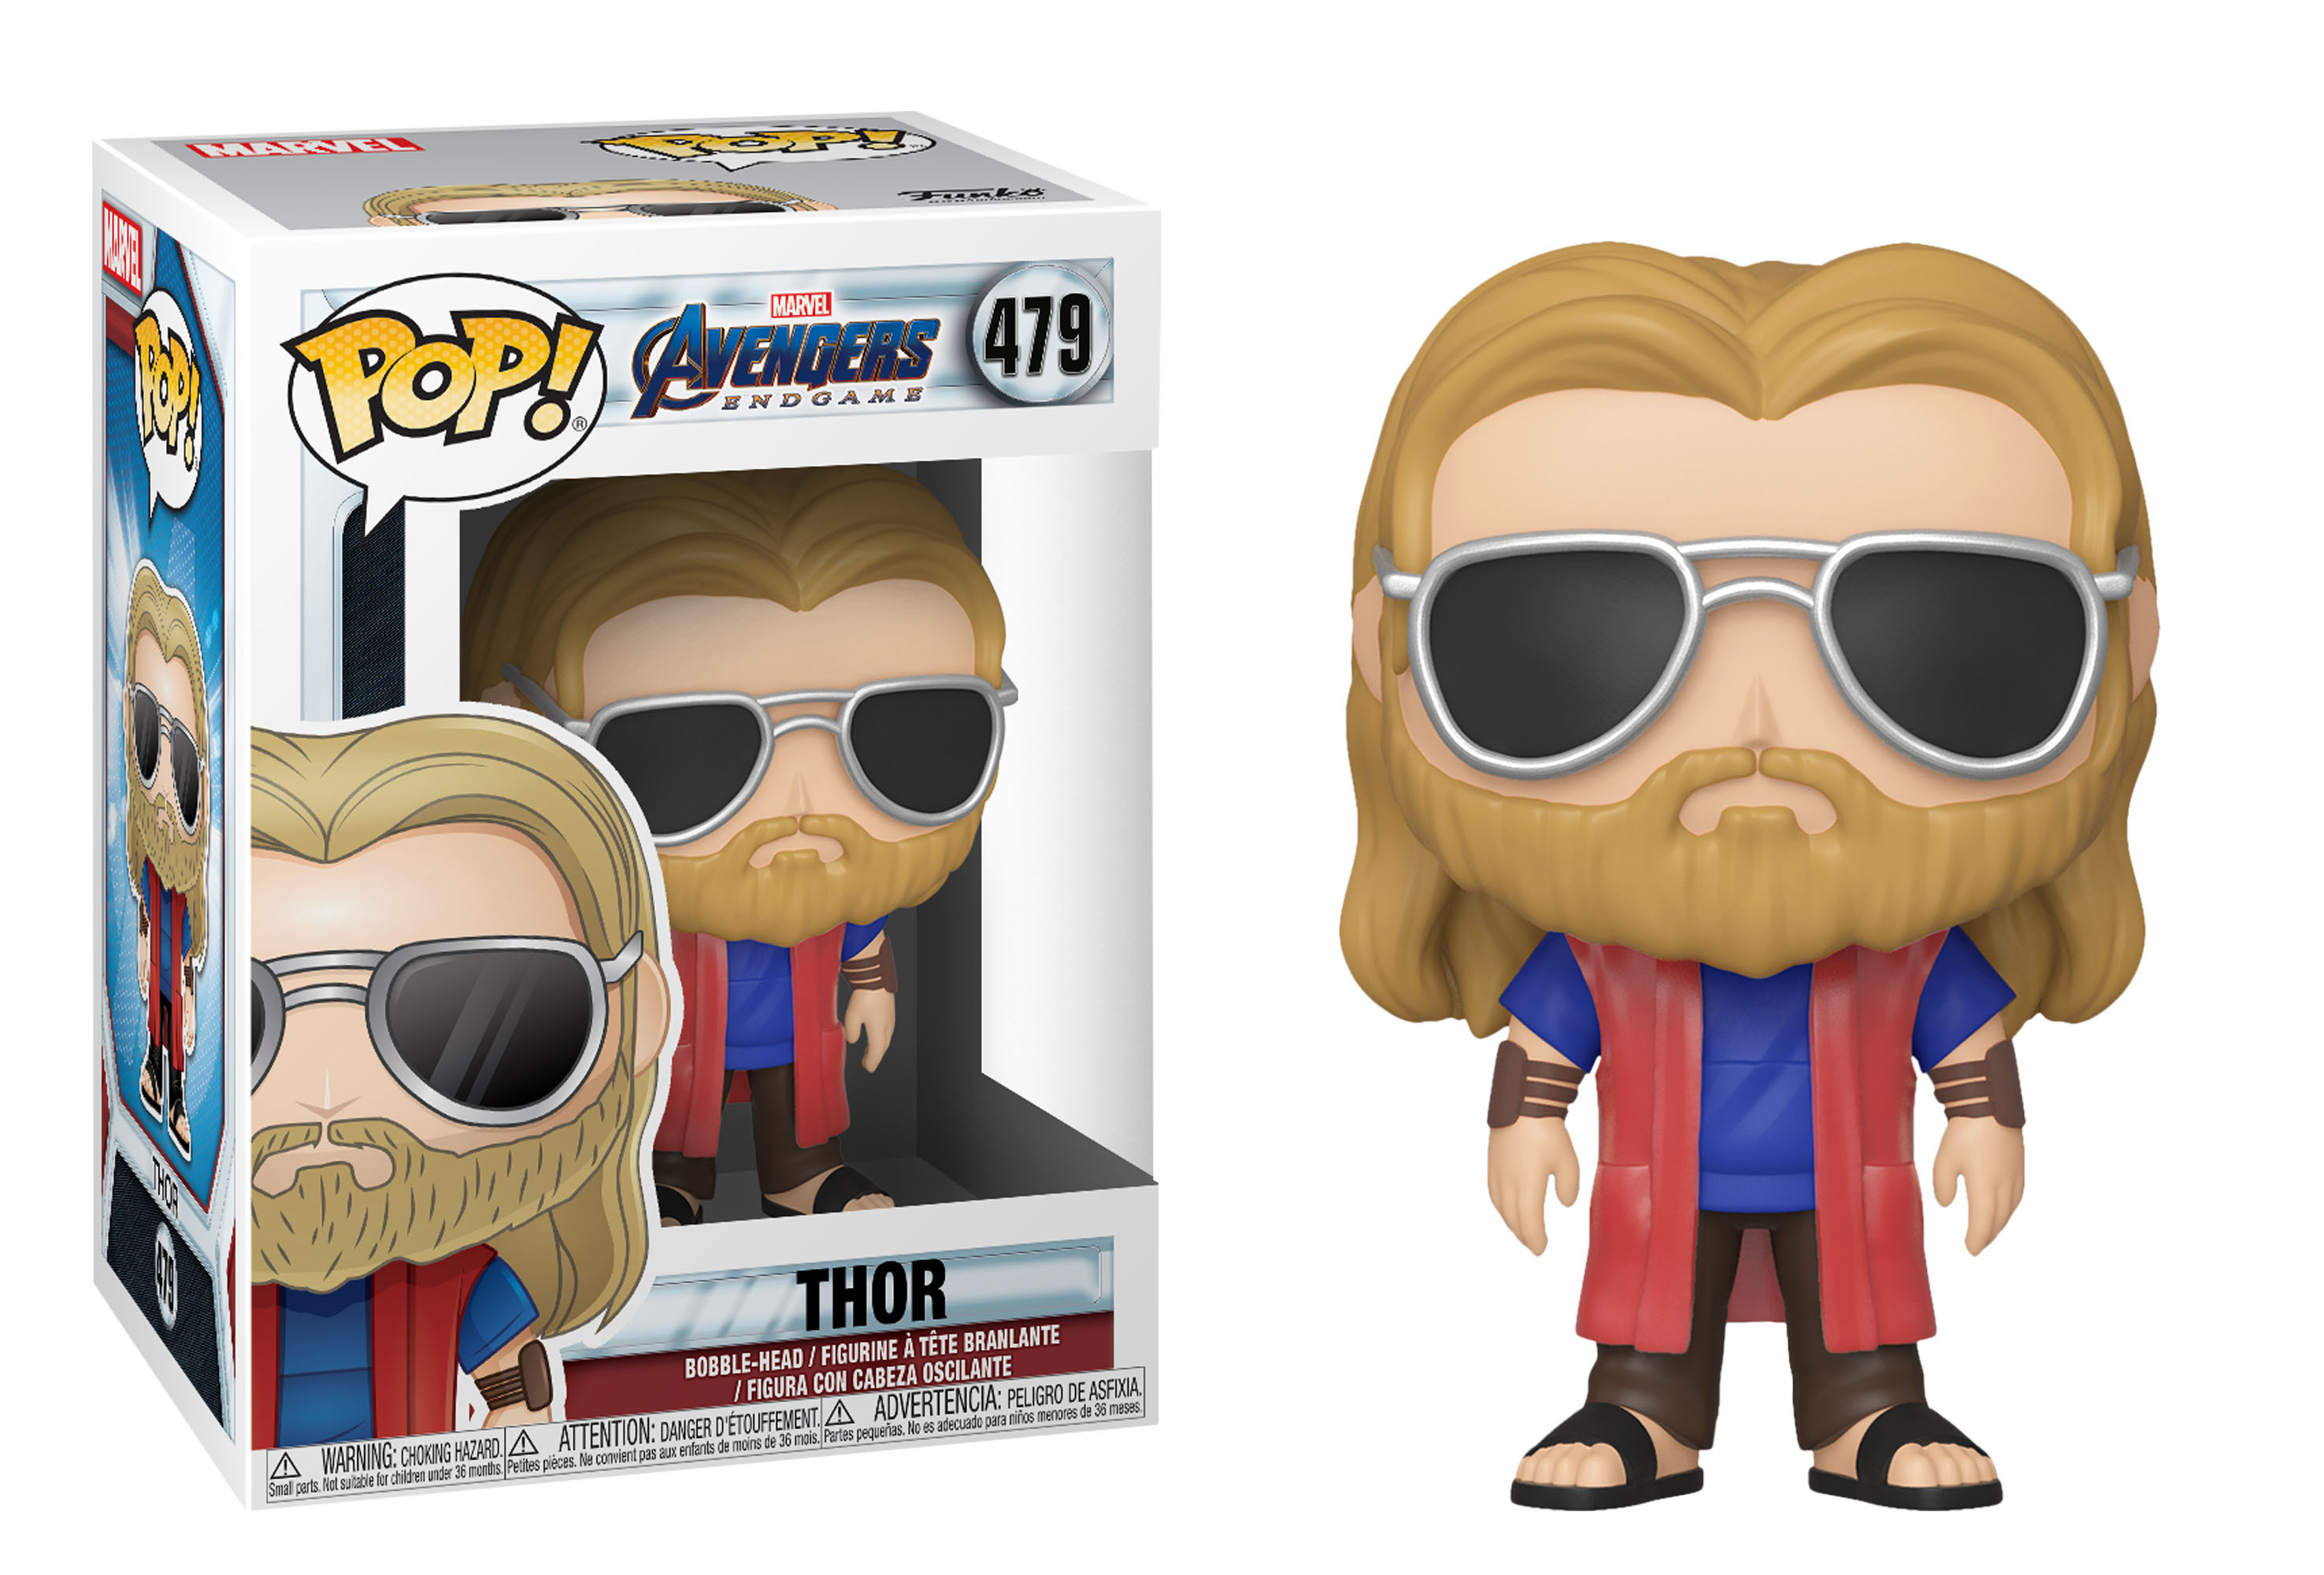 MARVEL
POP!
Funko
MARVEL
POP!
THOR
479
POP!®
MARVEL
AVENGERS
ENDGAME
479
THOR
BOBBLE-HEAD / FIGURINE À TÊTE BRANLANTE
/ FIGURA CON CABEZA OSCILANTE
WARNING: CHOKING HAZARD.
Small parts. Not suitable for children under 36 months.
ATTENTION: DANGER D'ÉTOUFFEMENT.
Petites pièces. Ne convient pas aux enfants de moins de 36 mois.
ADVERTENCIA: PELIGRO DE ASFIXIA.
Partes pequeñas. No es adecuado para niños menores de 36 meses.